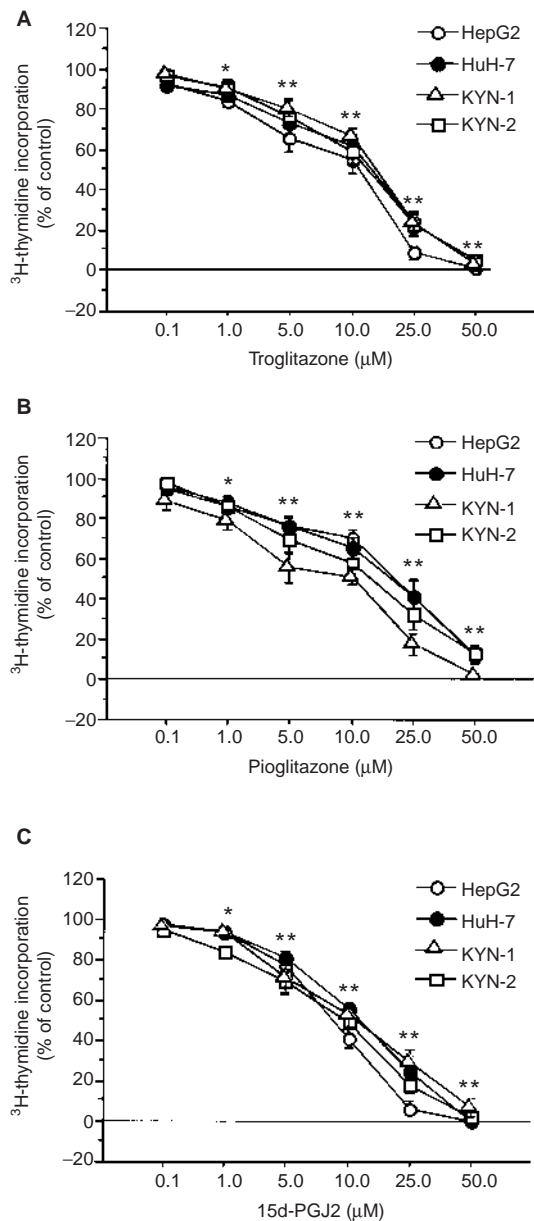 A
120
100
80
60
40
20
0
–20
³H-thymidine incorporation
(% of control)
HepG2
HuH-7
KYN-1
KYN-2
* ** ** ** **
0.1 1.0 5.0 10.0 25.0 50.0
Troglitazone (μM)
B
120
100
80
60
40
20
0
–20
³H-thymidine incorporation
(% of control)
HepG2
HuH-7
KYN-1
KYN-2
* ** ** ** **
0.1 1.0 5.0 10.0 25.0 50.0
Pioglitazone (μM)
C
120
100
80
60
40
20
0
–20
³H-thymidine incorporation
(% of control)
HepG2
HuH-7
KYN-1
KYN-2
* ** ** ** **
0.1 1.0 5.0 10.0 25.0 50.0
15d-PGJ2 (μM)